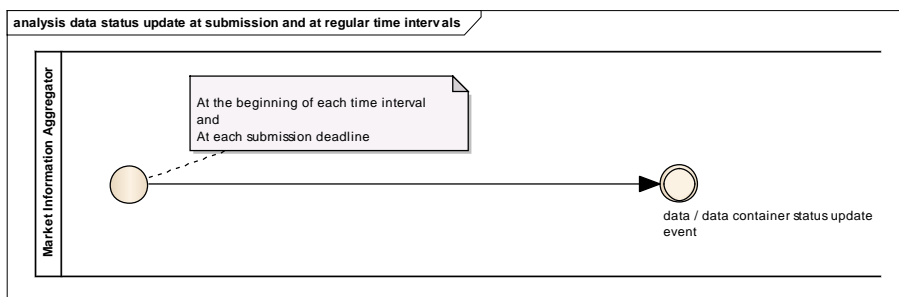 analysis data status update at submission and at regular time intervals
Market Information Aggregator
At the beginning of each time interval
and
At each submission deadline
data / data container status update
event